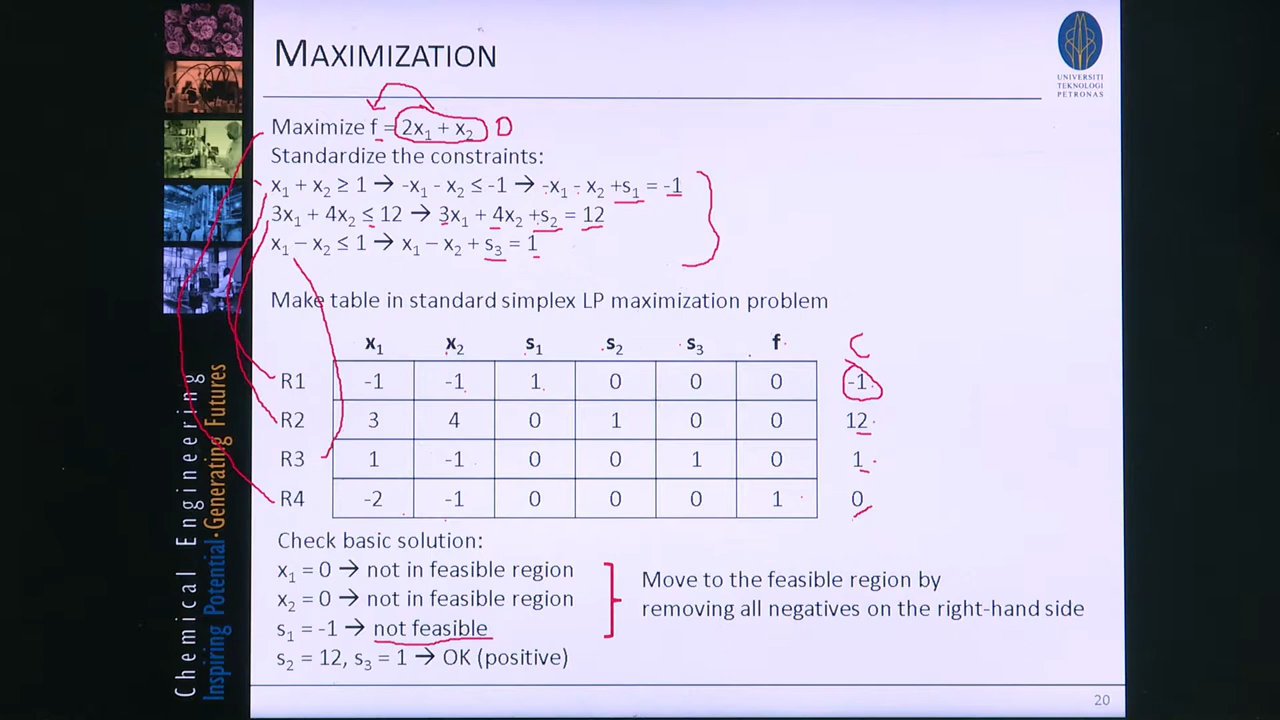 MAXIMIZATION
UNIVERSITI
TEKNOLOGI
PETRONAS
Maximize f = 2x₁ + x₂ 0
Standardize the constraints:
x₁ + x₂ ≥ 1 → -x₁ - x₂ ≤ -1 → -x₁ - x₂ +s₁ = -1
3x₁ + 4x₂ ≤ 12 → 3x₁ + 4x₂ +s₂ = 12
x₁ – x₂ ≤ 1 → x₁ – x₂ + s₃ = 1
Make table in standard simplex LP maximization problem
x₁ x₂ s₁ s₂ s₃ f C
R1 -1 -1 1 0 0 0 -1
R2 3 4 0 1 0 0 12
R3 1 -1 0 0 1 0 1
R4 -2 -1 0 0 0 1 0
Check basic solution:
x₁ = 0 → not in feasible region
x₂ = 0 → not in feasible region
s₁ = -1 → not feasible
s₂ = 12, s₃ = 1 → OK (positive)
Move to the feasible region by
removing all negatives on the right-hand side
Chemical Engineering
Inspiring Potential · Generating Futures
20